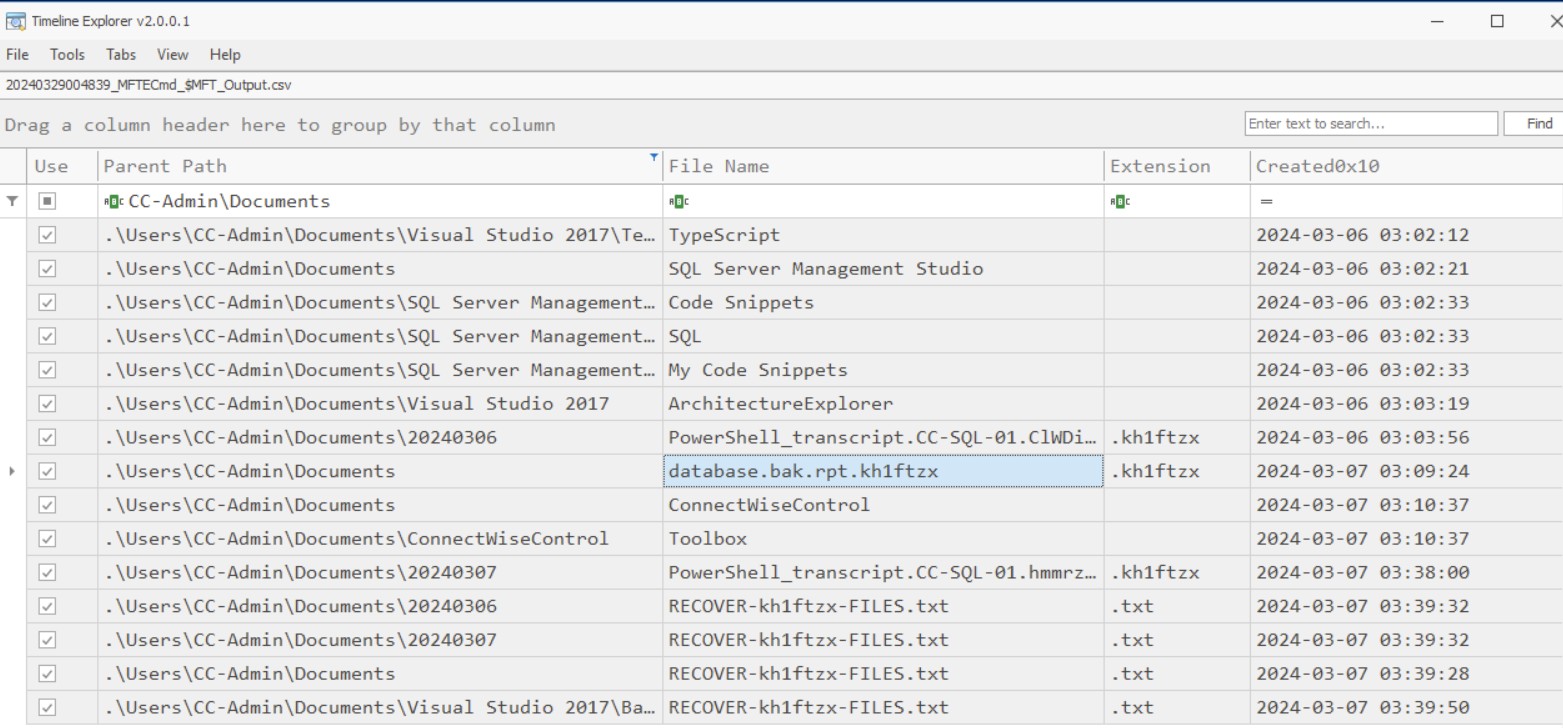 Timeline Explorer v2.0.0.1
File Tools Tabs View Help
20240329004839_MFTECmd_$MFT_Output.csv
Drag a column header here to group by that column Enter text to search... Find
Use Parent Path File Name Extension Created0x10
ABC CC-Admin\Documents ABC ABC =
.\Users\CC-Admin\Documents\Visual Studio 2017\Te… TypeScript 2024-03-06 03:02:12
.\Users\CC-Admin\Documents SQL Server Management Studio 2024-03-06 03:02:21
.\Users\CC-Admin\Documents\SQL Server Management… Code Snippets 2024-03-06 03:02:33
.\Users\CC-Admin\Documents\SQL Server Management… SQL 2024-03-06 03:02:33
.\Users\CC-Admin\Documents\SQL Server Management… My Code Snippets 2024-03-06 03:02:33
.\Users\CC-Admin\Documents\Visual Studio 2017 ArchitectureExplorer 2024-03-06 03:03:19
.\Users\CC-Admin\Documents\20240306 PowerShell_transcript.CC-SQL-01.ClWDi… .kh1ftzx 2024-03-06 03:03:56
.\Users\CC-Admin\Documents database.bak.rpt.kh1ftzx .kh1ftzx 2024-03-07 03:09:24
.\Users\CC-Admin\Documents ConnectWiseControl 2024-03-07 03:10:37
.\Users\CC-Admin\Documents\ConnectWiseControl Toolbox 2024-03-07 03:10:37
.\Users\CC-Admin\Documents\20240307 PowerShell_transcript.CC-SQL-01.hmmrz… .kh1ftzx 2024-03-07 03:38:00
.\Users\CC-Admin\Documents\20240306 RECOVER-kh1ftzx-FILES.txt .txt 2024-03-07 03:39:32
.\Users\CC-Admin\Documents\20240307 RECOVER-kh1ftzx-FILES.txt .txt 2024-03-07 03:39:32
.\Users\CC-Admin\Documents RECOVER-kh1ftzx-FILES.txt .txt 2024-03-07 03:39:28
.\Users\CC-Admin\Documents\Visual Studio 2017\Ba… RECOVER-kh1ftzx-FILES.txt .txt 2024-03-07 03:39:50